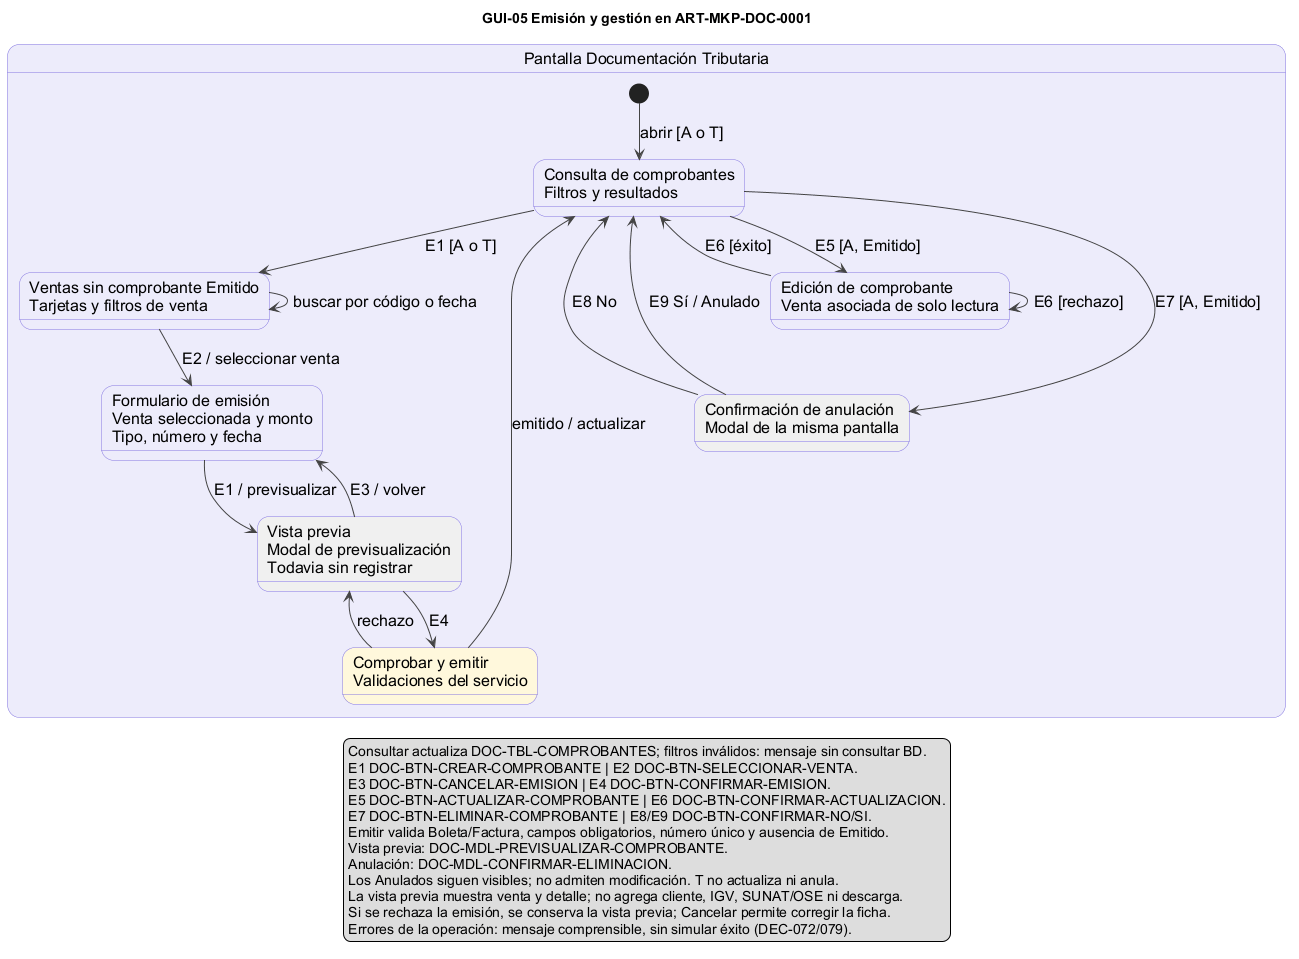 GUI-05 Emisión y gestión en ART-MKP-DOC-0001
Pantalla Documentación Tributaria
abrir [A o T]
Consulta de comprobantes
Filtros y resultados
E1 [A o T]
E6 [éxito]
E5 [A, Emitido]
Ventas sin comprobante Emitido
Tarjetas y filtros de venta
buscar por código o fecha
E8 No
E9 Sí / Anulado
Edición de comprobante
Venta asociada de solo lectura
E6 [rechazo]
E7 [A, Emitido]
E2 / seleccionar venta
Formulario de emisión
Venta seleccionada y monto
Tipo, número y fecha
emitido / actualizar
Confirmación de anulación
Modal de la misma pantalla
E1 / previsualizar
E3 / volver
Vista previa
Modal de previsualización
Todavia sin registrar
rechazo
E4
Comprobar y emitir
Validaciones del servicio
Consultar actualiza DOC-TBL-COMPROBANTES; filtros inválidos: mensaje sin consultar BD.
E1 DOC-BTN-CREAR-COMPROBANTE | E2 DOC-BTN-SELECCIONAR-VENTA.
E3 DOC-BTN-CANCELAR-EMISION | E4 DOC-BTN-CONFIRMAR-EMISION.
E5 DOC-BTN-ACTUALIZAR-COMPROBANTE | E6 DOC-BTN-CONFIRMAR-ACTUALIZACION.
E7 DOC-BTN-ELIMINAR-COMPROBANTE | E8/E9 DOC-BTN-CONFIRMAR-NO/SI.
Emitir valida Boleta/Factura, campos obligatorios, número único y ausencia de Emitido.
Vista previa: DOC-MDL-PREVISUALIZAR-COMPROBANTE.
Anulación: DOC-MDL-CONFIRMAR-ELIMINACION.
Los Anulados siguen visibles; no admiten modificación. T no actualiza ni anula.
La vista previa muestra venta y detalle; no agrega cliente, IGV, SUNAT/OSE ni descarga.
Si se rechaza la emisión, se conserva la vista previa; Cancelar permite corregir la ficha.
Errores de la operación: mensaje comprensible, sin simular éxito (DEC-072/079).